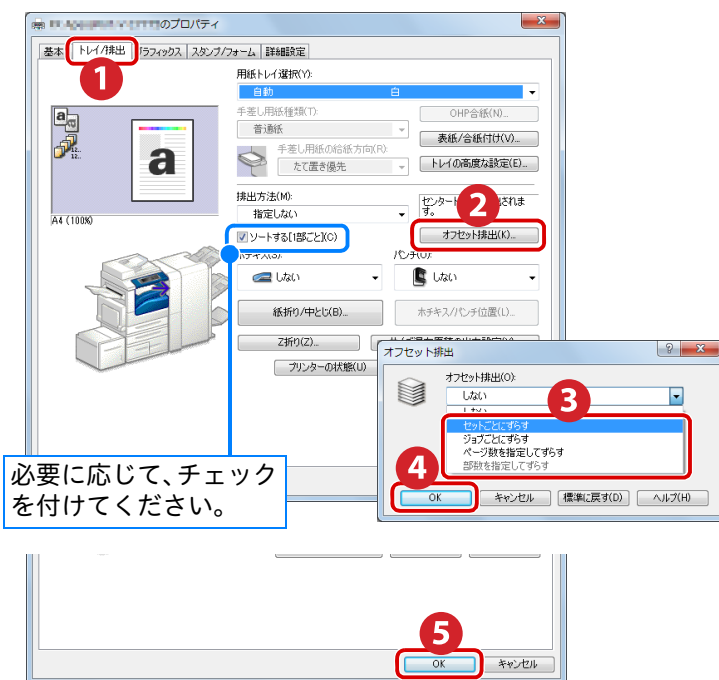 のプロパティ
基本
トレイ/排出
グラフィックス
スタンプ/フォーム
詳細設定
1
用紙トレイ選択(Y):
自動 白
手差し用紙種類(T):
普通紙
OHP合紙(N)...
表紙/合紙付け(V)...
手差し用紙の給紙方向(R):
たて置き優先
トレイの高度な設定(E)...
a
12..
12..
a
A4 (100%)
排出方法(M):
指定しない
す。
2
ソートする[1部ごと](C)
オフセット排出(K)...
しない
しない
紙折り/中とじ(B)...
ホチキス/パンチ位置(L)...
Z折り(Z)...
プリンターの状態(U)
必要に応じて、チェック
を付けてください。
オフセット排出
オフセット排出(O):
しない
3
セットごとにずらす
ジョブごとにずらす
ページ数を指定してずらす
部数を指定してずらす
4
OK
キャンセル
標準に戻す(D)
ヘルプ(H)
5
OK
キャンセル